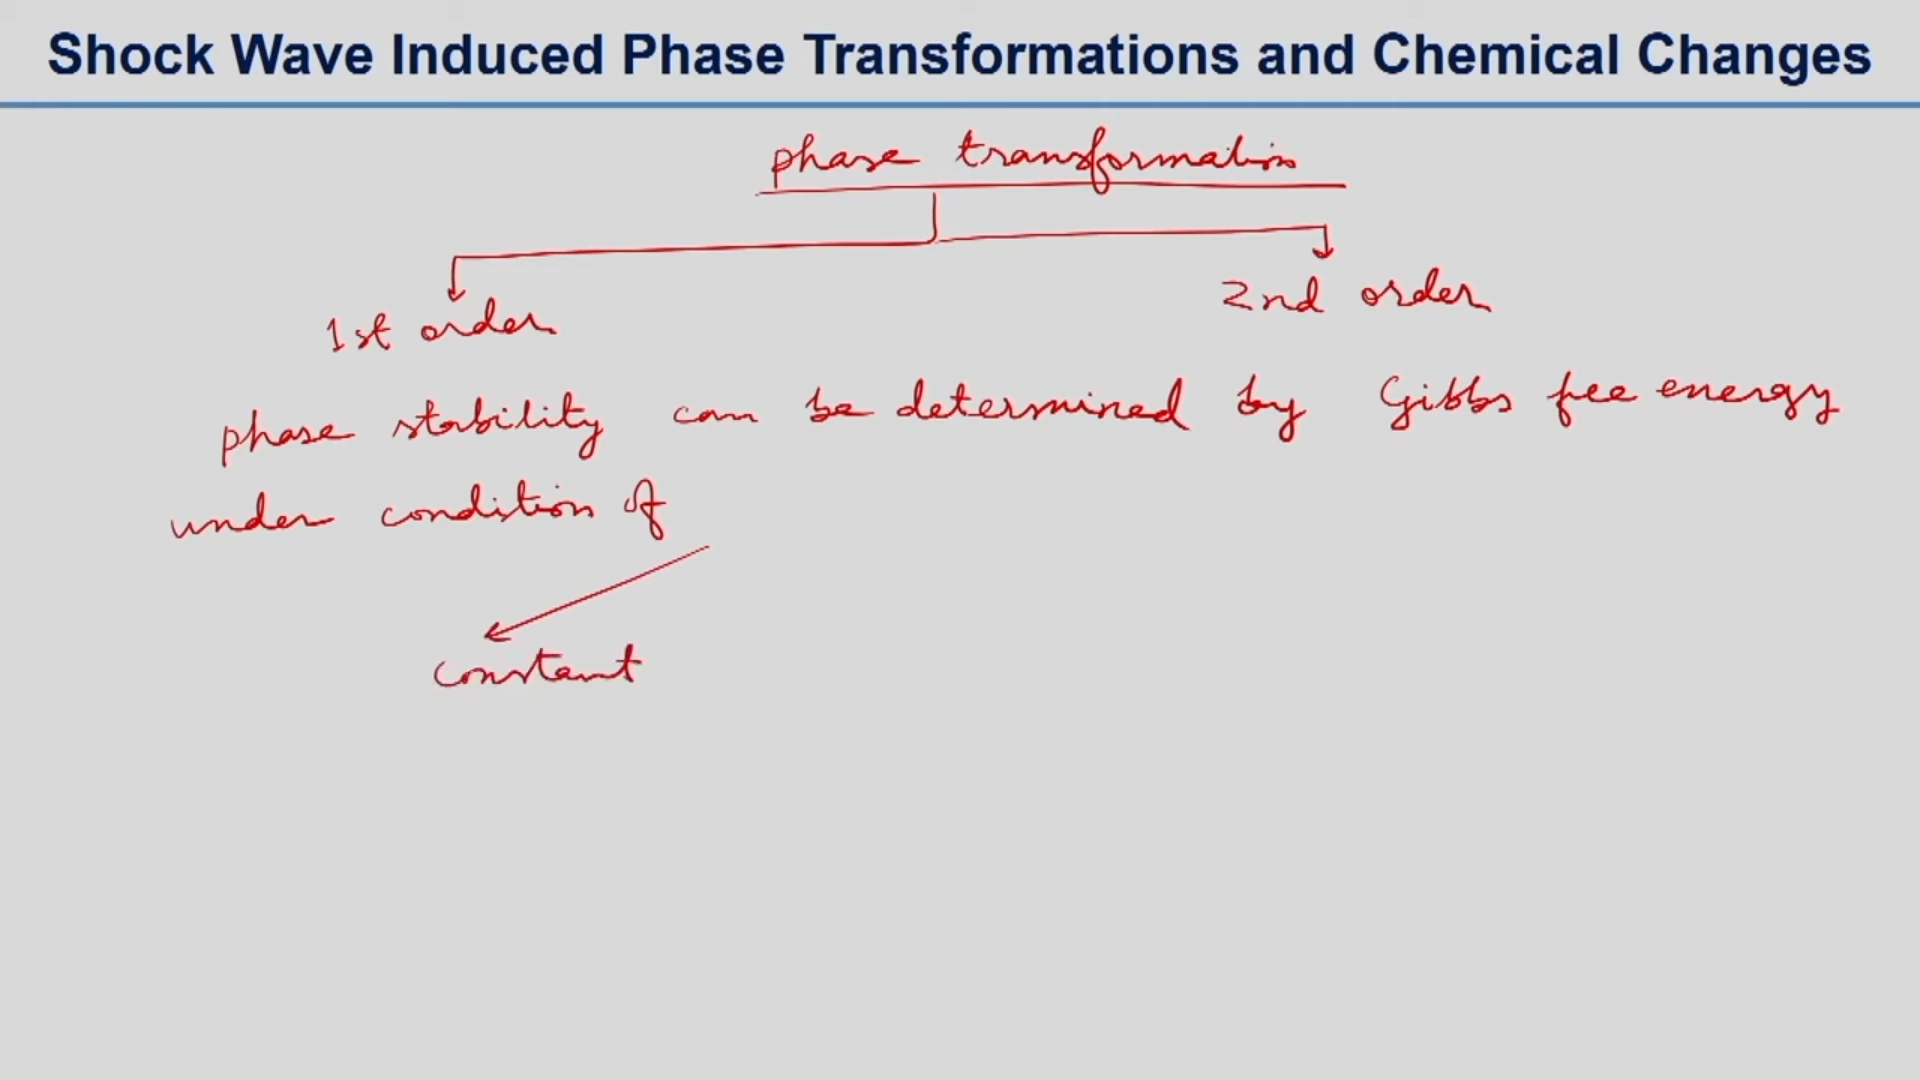 Shock Wave Induced Phase Transformations and Chemical Changes
phase transformation
1st order
2nd order
phase stability can be determined by Gibbs fee energy
under condition of
constant